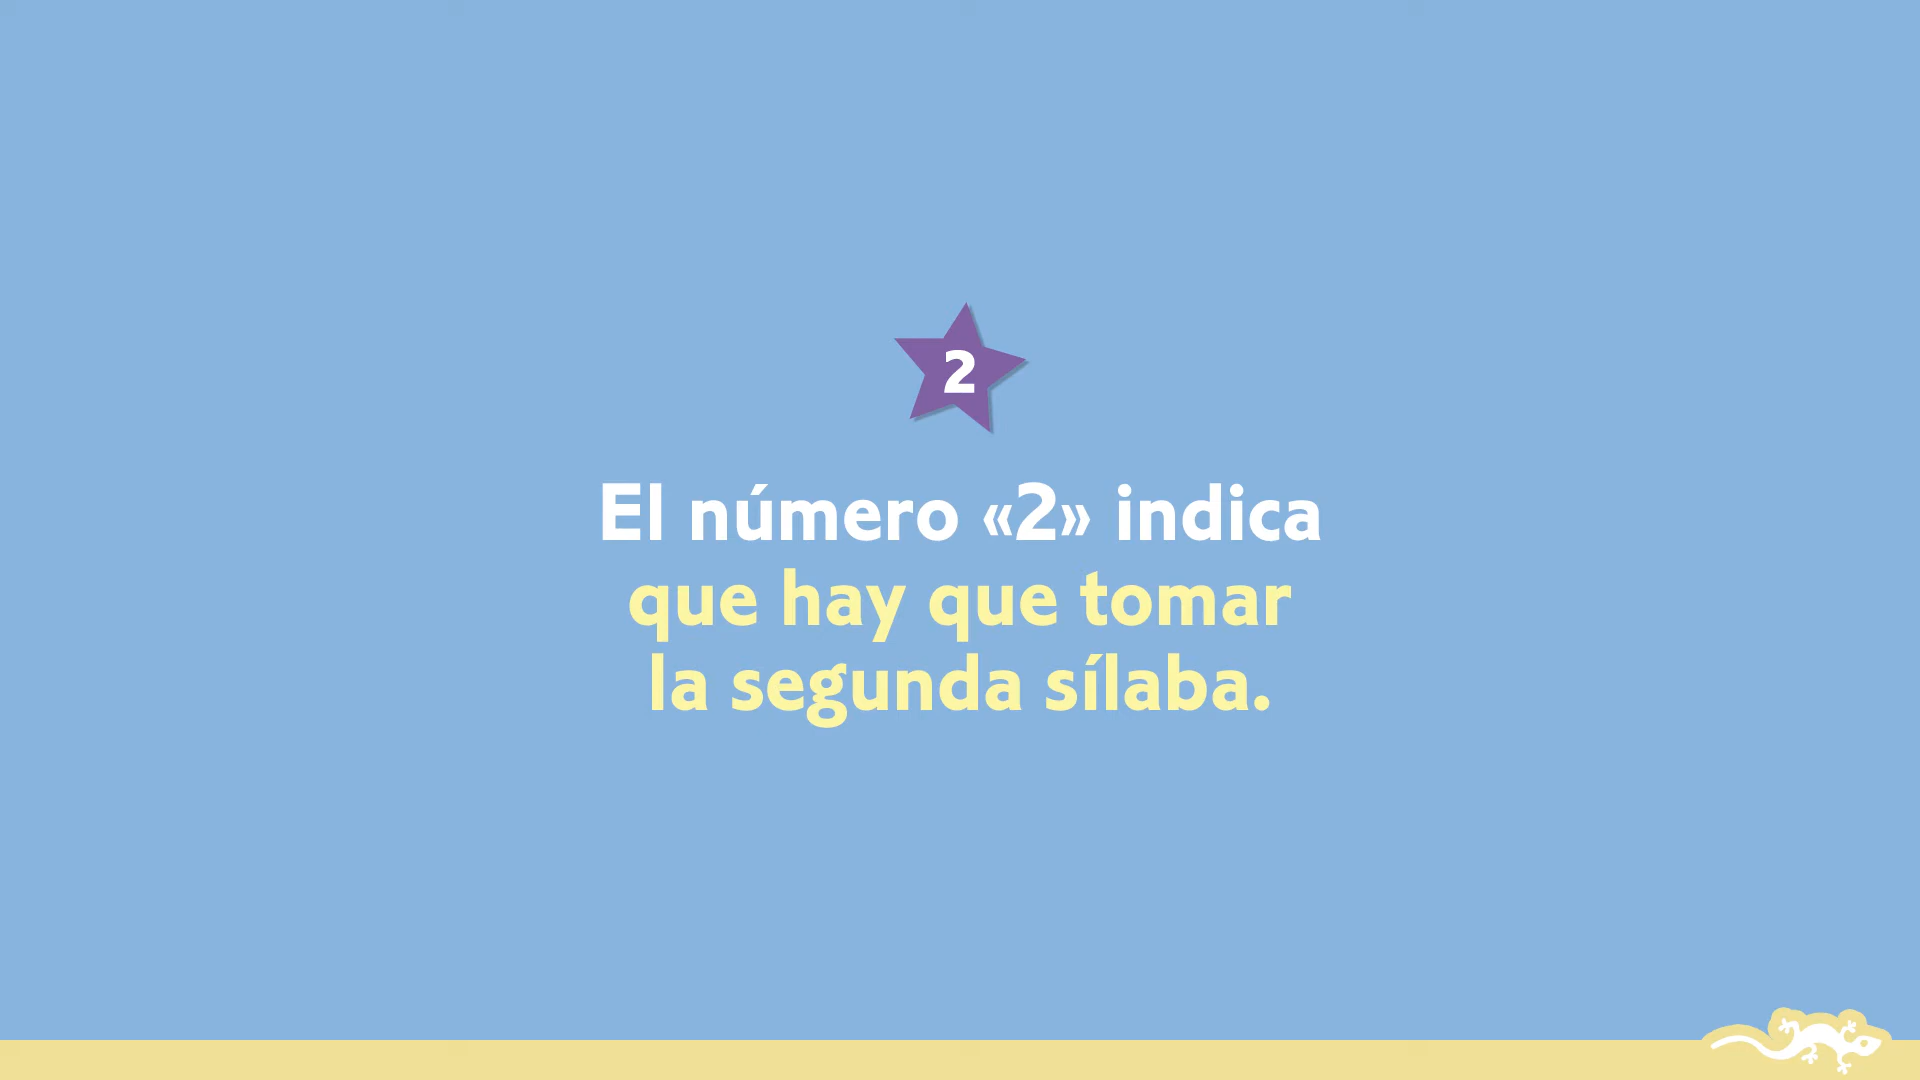 2
El número «2» indica
que hay que tomar
la segunda sílaba.